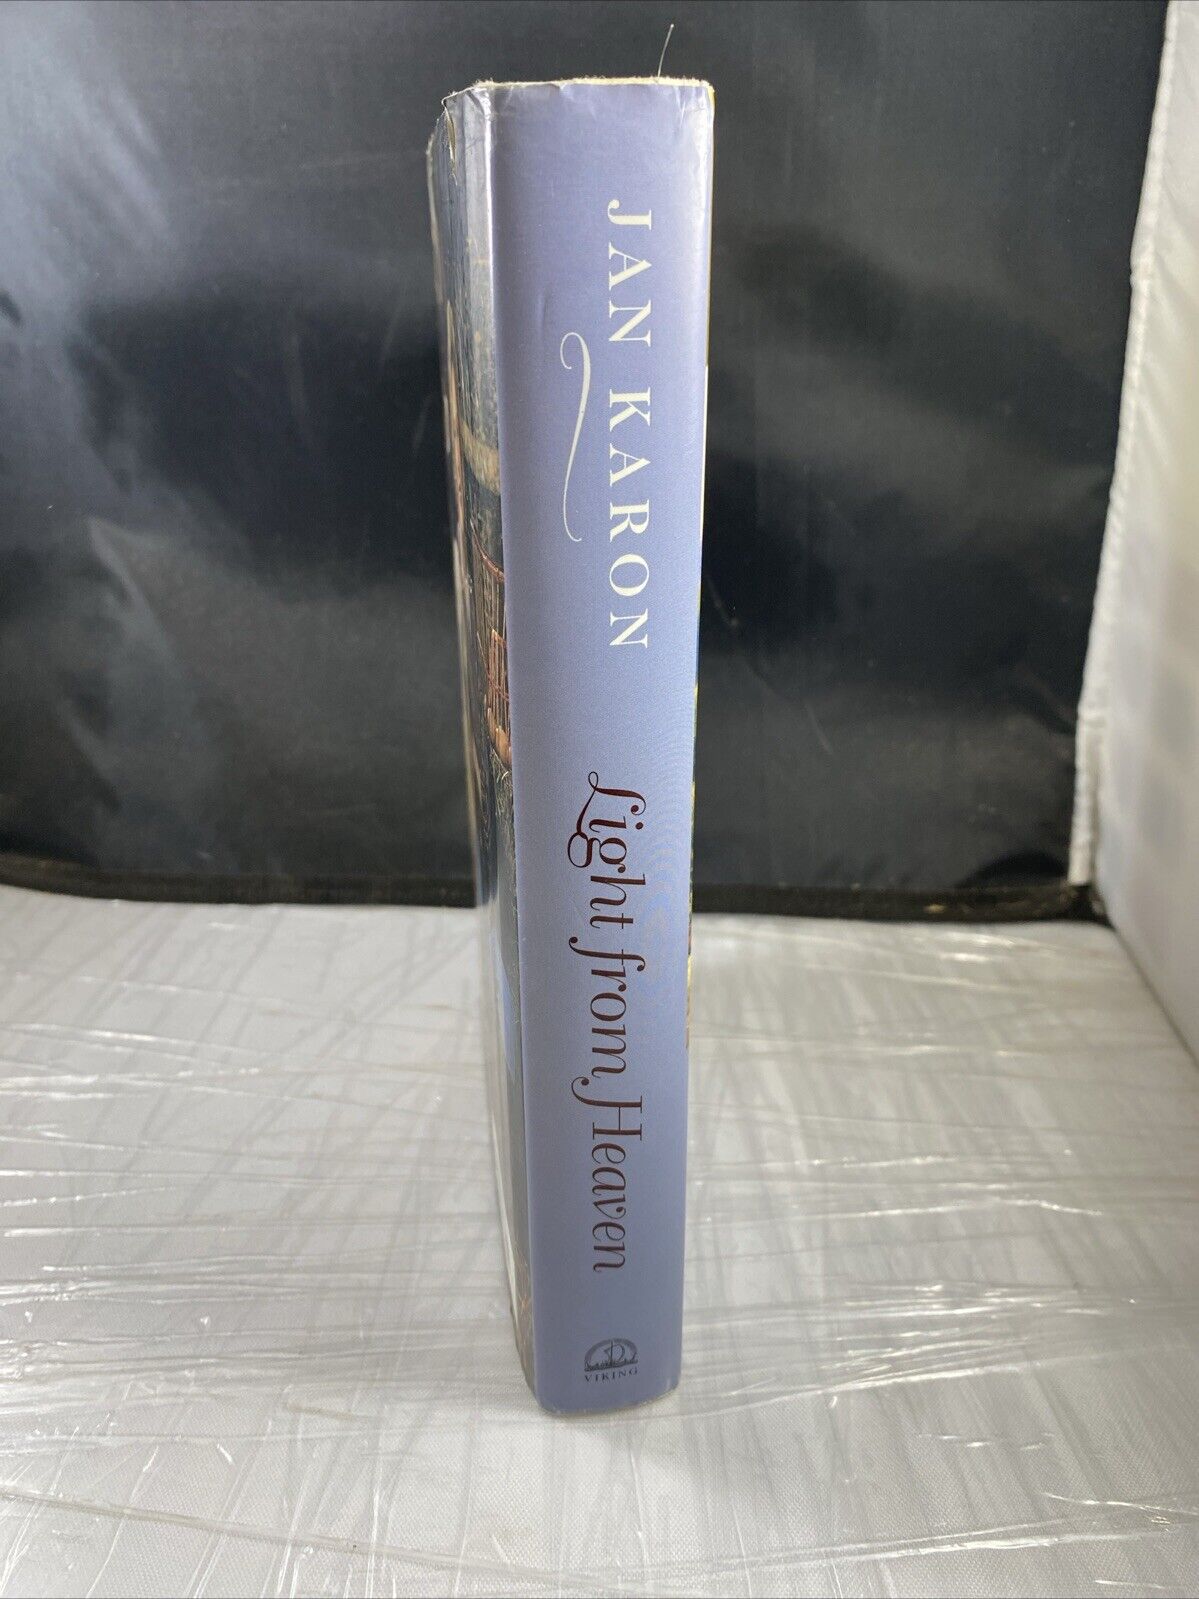 JAN KARON
Light from Heaven
VIKING